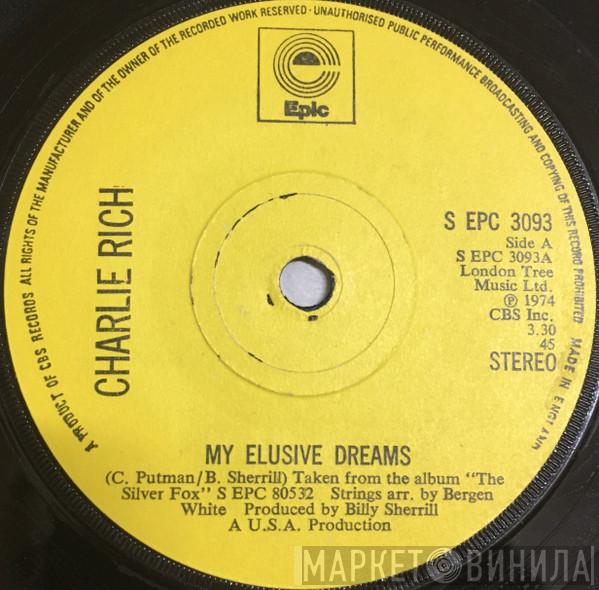 A PRODUCT OF CBS RECORDS ALL RIGHTS OF THE MANUFACTURER AND OF THE OWNER OF THE RECORDED WORK RESERVED · UNAUTHORISED PUBLIC PERFORMANCE BROADCASTING AND COPYING OF THIS RECORD PROHIBITED MADE IN ENGLAND
Epic
CHARLIE RICH
S EPC 3093
Side A
S EPC 3093A
London Tree
Music Ltd.
℗ 1974
CBS Inc.
3.30
45
STEREO
MY ELUSIVE DREAMS
(C. Putman/B. Sherrill) Taken from the album “The
Silver Fox” S EPC 80532 Strings arr. by Bergen
White Produced by Billy Sherrill
A U.S.A. Production
МАРКЕТ ВИНИЛА